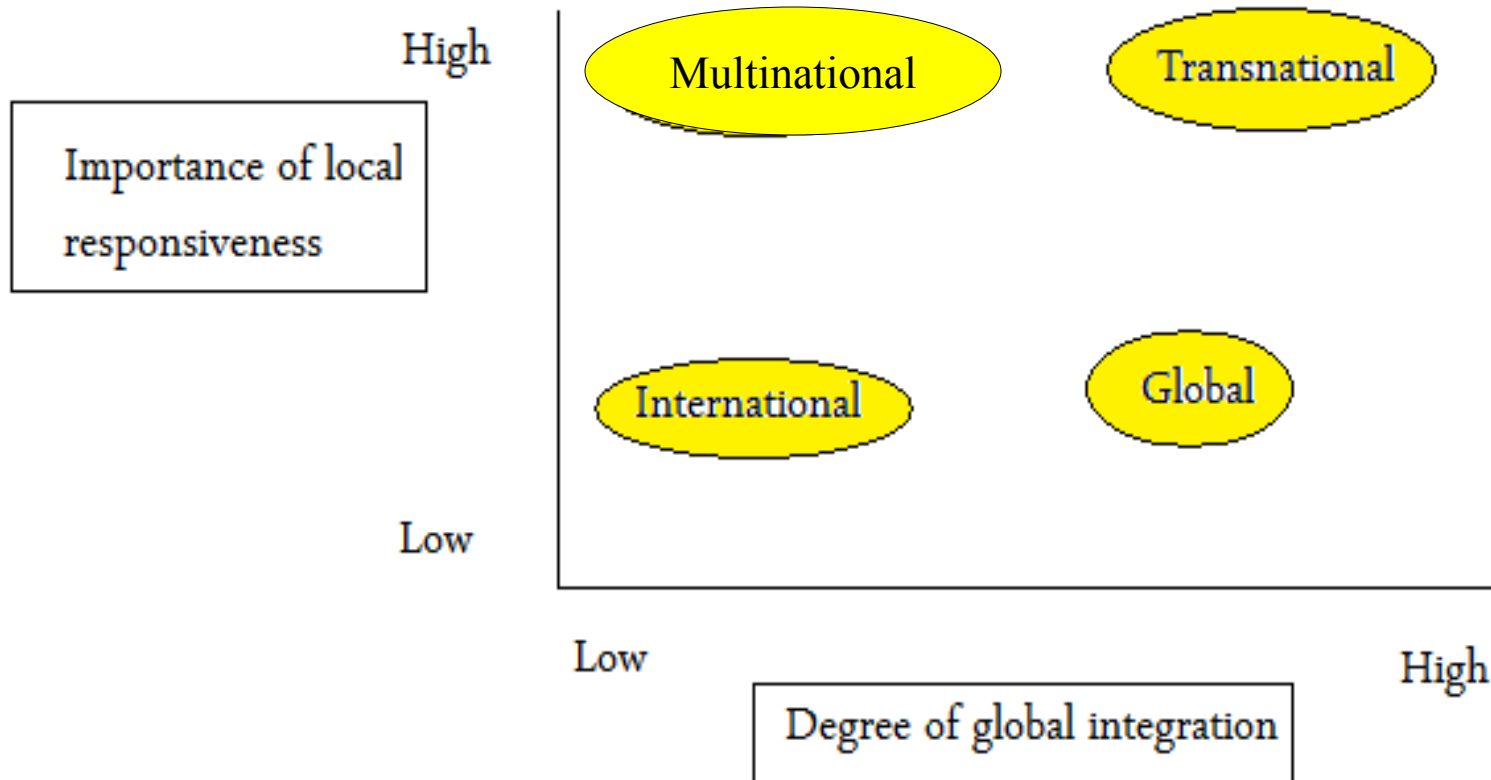 High
Multinational
Transnational
Importance of local
responsiveness
International
Global
Low
Low
High
Degree of global integration